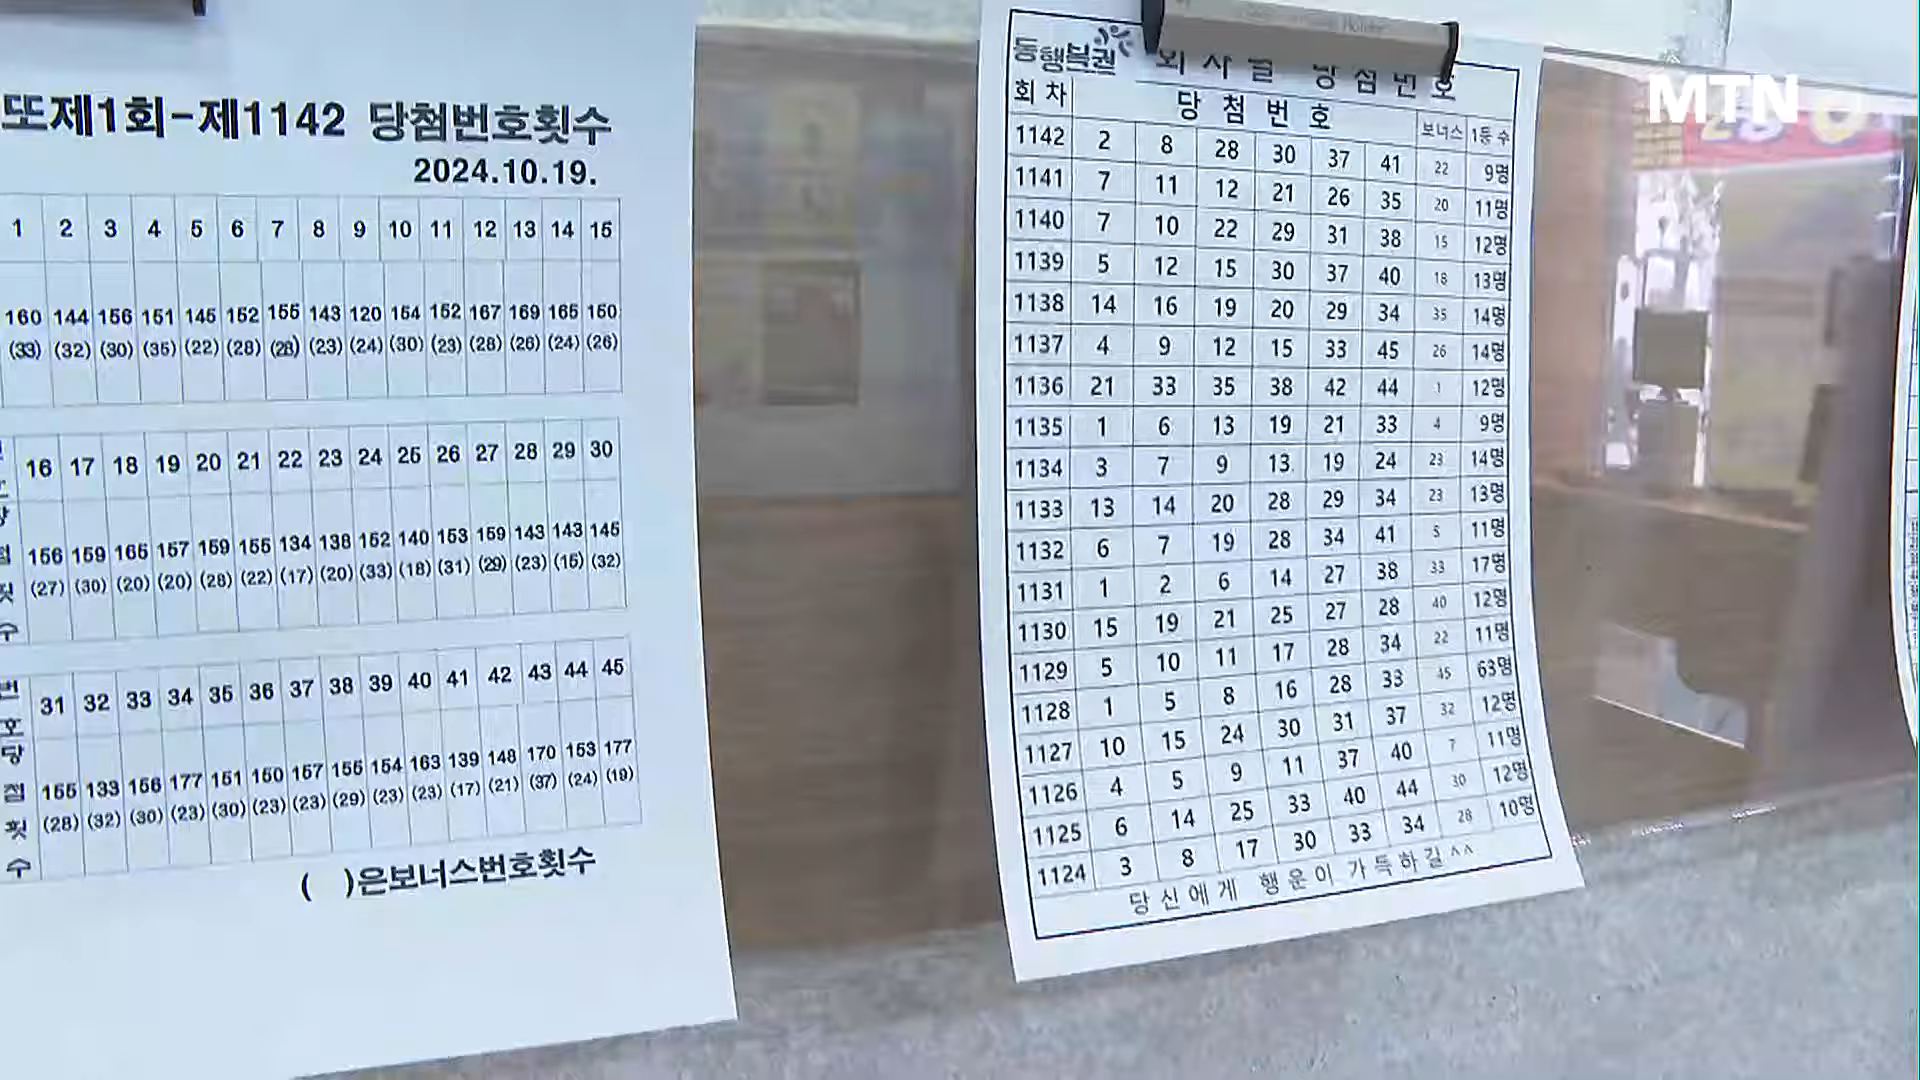 또제1회-제1142 당첨번호횟수
2024.10.19.
1 2 3 4 5 6 7 8 9 10 11 12 13 14 15
160 144 156 151 145 152 155 143 120 154 152 167 169 165 150
(33) (32) (30) (35) (22) (28) (28) (23) (24) (30) (23) (28) (26) (24) (26)
16 17 18 19 20 21 22 23 24 25 26 27 28 29 30
156 159 165 157 159 155 134 138 152 140 153 159 143 143 145
(27) (30) (20) (20) (28) (22) (17) (20) (33) (18) (31) (29) (23) (15) (32)
수
번호 31 32 33 34 35 36 37 38 39 40 41 42 43 44 45
당첨횟수 155 133 156 177 151 150 157 155 154 163 139 148 170 153 177
(28) (32) (30) (23) (30) (23) (23) (29) (23) (23) (17) (21) (37) (24) (19)
( )은보너스번호횟수
동행복권 회차별 당첨번호
회차 당첨번호 보너스 1등 수
1142 2 8 28 30 37 41 22 9명
1141 7 11 12 21 26 35 20 11명
1140 7 10 22 29 31 38 15 12명
1139 5 12 15 30 37 40 18 13명
1138 14 16 19 20 29 34 35 14명
1137 4 9 12 15 33 45 26 14명
1136 21 33 35 38 42 44 1 12명
1135 1 6 13 19 21 33 4 9명
1134 3 7 9 13 19 24 23 14명
1133 13 14 20 28 29 34 23 13명
1132 6 7 19 28 34 41 5 11명
1131 1 2 6 14 27 38 33 17명
1130 15 19 21 25 27 28 40 12명
1129 5 10 11 17 28 34 22 11명
1128 1 5 8 16 28 33 45 63명
1127 10 15 24 30 31 37 32 12명
1126 4 5 9 11 37 40 7 11명
1125 6 14 25 33 40 44 30 12명
1124 3 8 17 30 33 34 28 10명
당신에게 행운이 가득하길^^
MTN